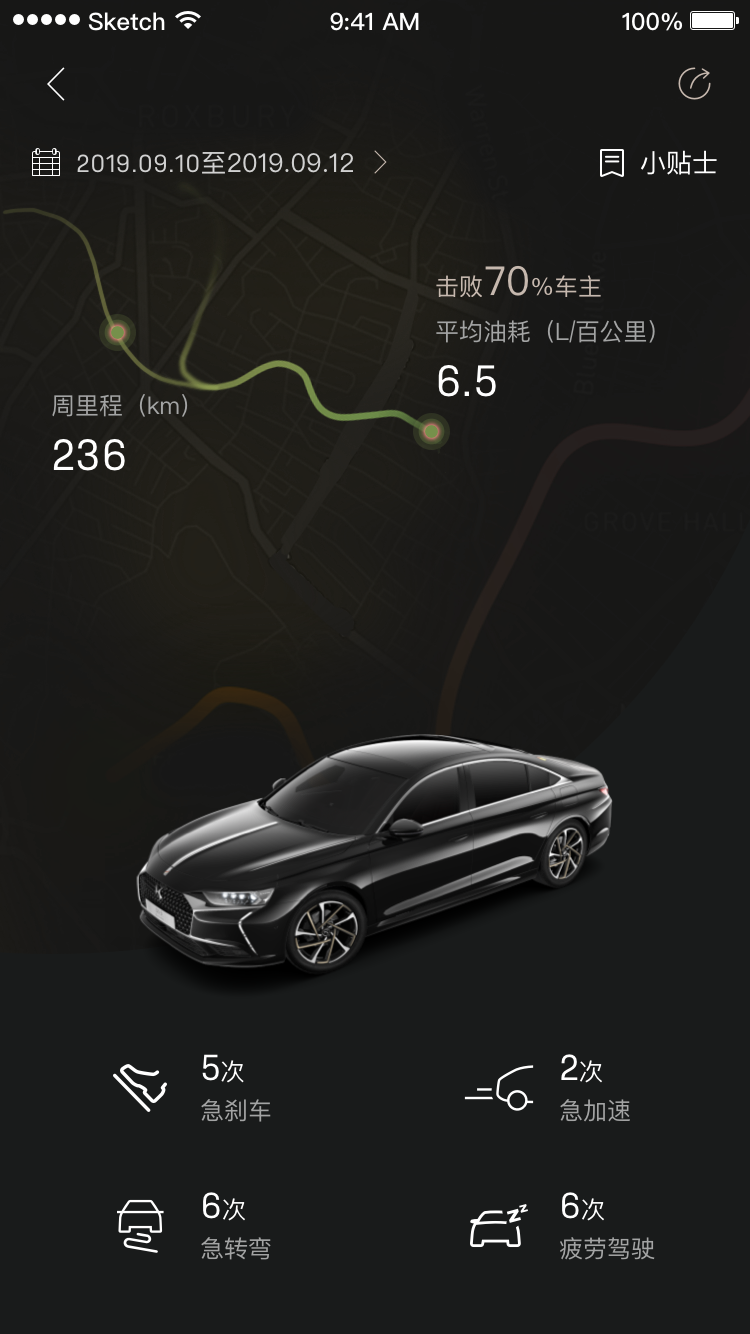 Sketch 9:41 AM 100%
ROXBURY
2019.09.10至2019.09.12 小贴士
击败70%车主
平均油耗（L/百公里）
6.5
周里程（km）
236
GROVE HALL
5次
急刹车
2次
急加速
6次
急转弯
6次
疲劳驾驶